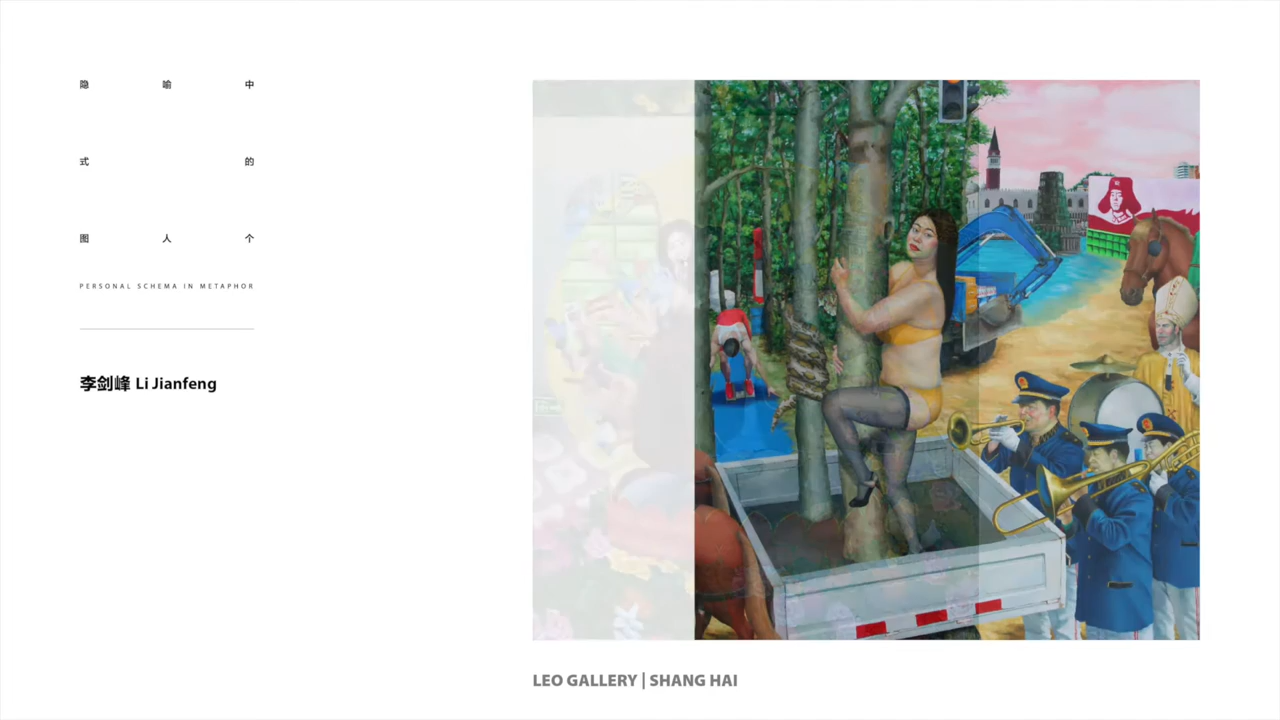 隐 喻 中
式 的
图 人 个
PERSONAL SCHEMA IN METAPHOR
李剑峰 Li Jianfeng
LEO GALLERY | SHANG HAI